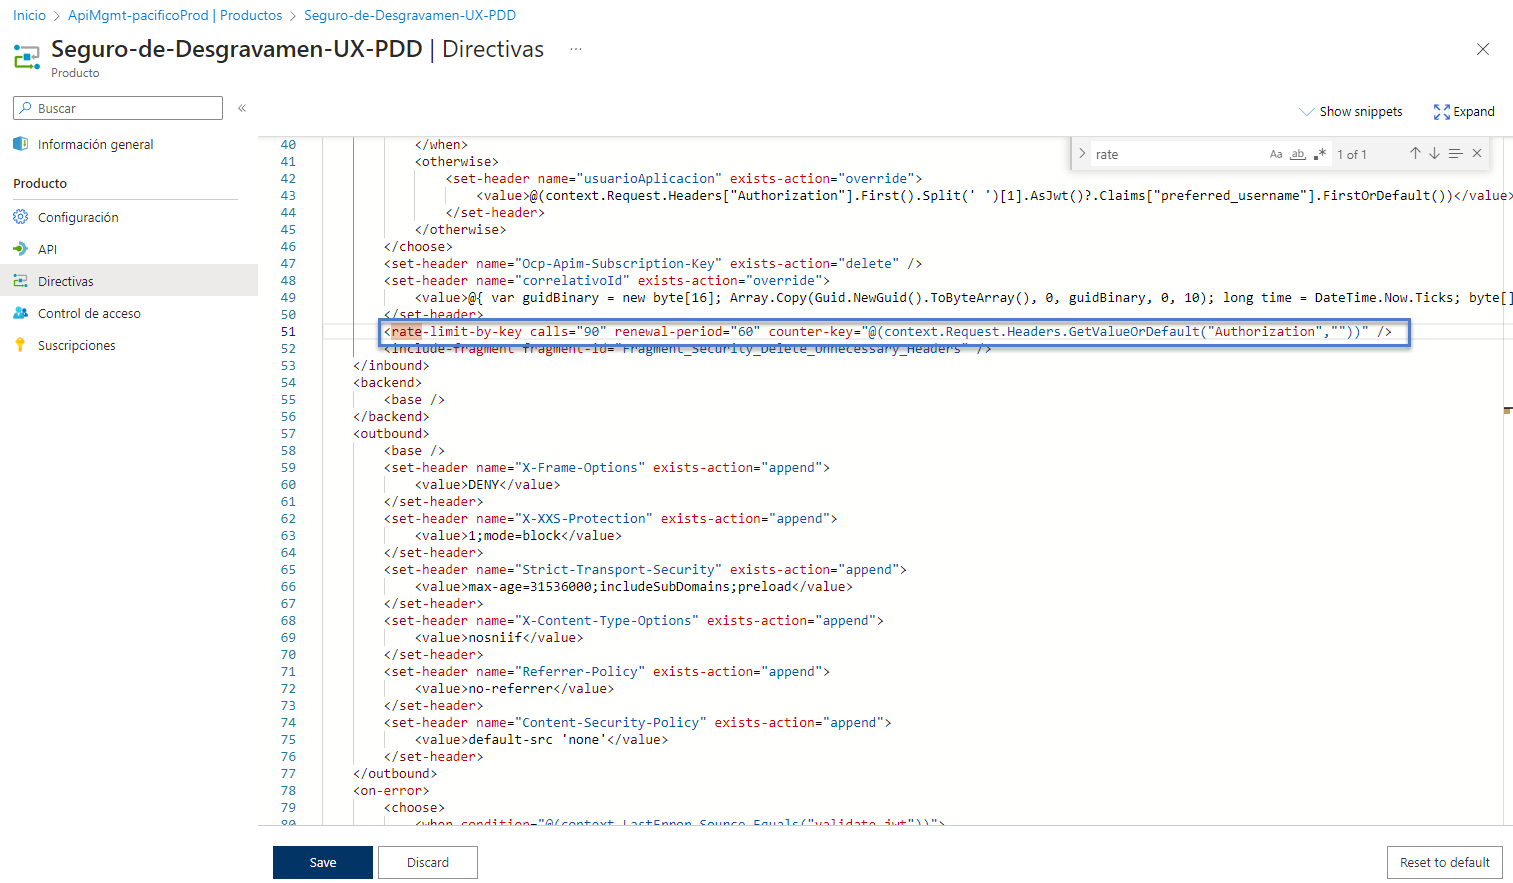 Inicio > ApiMgmt-pacificoProd | Productos > Seguro-de-Desgravamen-UX-PDD
Seguro-de-Desgravamen-UX-PDD | Directivas ...
Producto
Buscar
«
Información general
Producto
Configuración
API
Directivas
Control de acceso
Suscripciones
Show snippets
Expand
rate
Aa
ab
1 of 1
40 </when>
41 <otherwise>
42 <set-header name="usuarioAplicacion" exists-action="override">
43 <value>@(context.Request.Headers["Authorization"].First().Split(' ')[1].AsJwt()?.Claims["preferred_username"].FirstOrDefault())</value>
44 </set-header>
45 </otherwise>
46 </choose>
47 <set-header name="Ocp-Apim-Subscription-Key" exists-action="delete" />
48 <set-header name="correlativoId" exists-action="override">
49 <value>@{ var guidBinary = new byte[16]; Array.Copy(Guid.NewGuid().ToByteArray(), 0, guidBinary, 0, 10); long time = DateTime.Now.Ticks; byte[]
50 </set-header>
51 <rate-limit-by-key calls="90" renewal-period="60" counter-key="@(context.Request.Headers.GetValueOrDefault("Authorization",""))" />
52 <include-fragment fragment-id="Fragment_Security_Delete_Unnecessary_Headers" />
53 </inbound>
54 <backend>
55 <base />
56 </backend>
57 <outbound>
58 <base />
59 <set-header name="X-Frame-Options" exists-action="append">
60 <value>DENY</value>
61 </set-header>
62 <set-header name="X-XXS-Protection" exists-action="append">
63 <value>1;mode=block</value>
64 </set-header>
65 <set-header name="Strict-Transport-Security" exists-action="append">
66 <value>max-age=31536000;includeSubDomains;preload</value>
67 </set-header>
68 <set-header name="X-Content-Type-Options" exists-action="append">
69 <value>nosniif</value>
70 </set-header>
71 <set-header name="Referrer-Policy" exists-action="append">
72 <value>no-referrer</value>
73 </set-header>
74 <set-header name="Content-Security-Policy" exists-action="append">
75 <value>default-src 'none'</value>
76 </set-header>
77 </outbound>
78 <on-error>
79 <choose>
80 <when condition="@(context.LastError.Source.Equals("validate-jwt"))">
Save
Discard
Reset to default